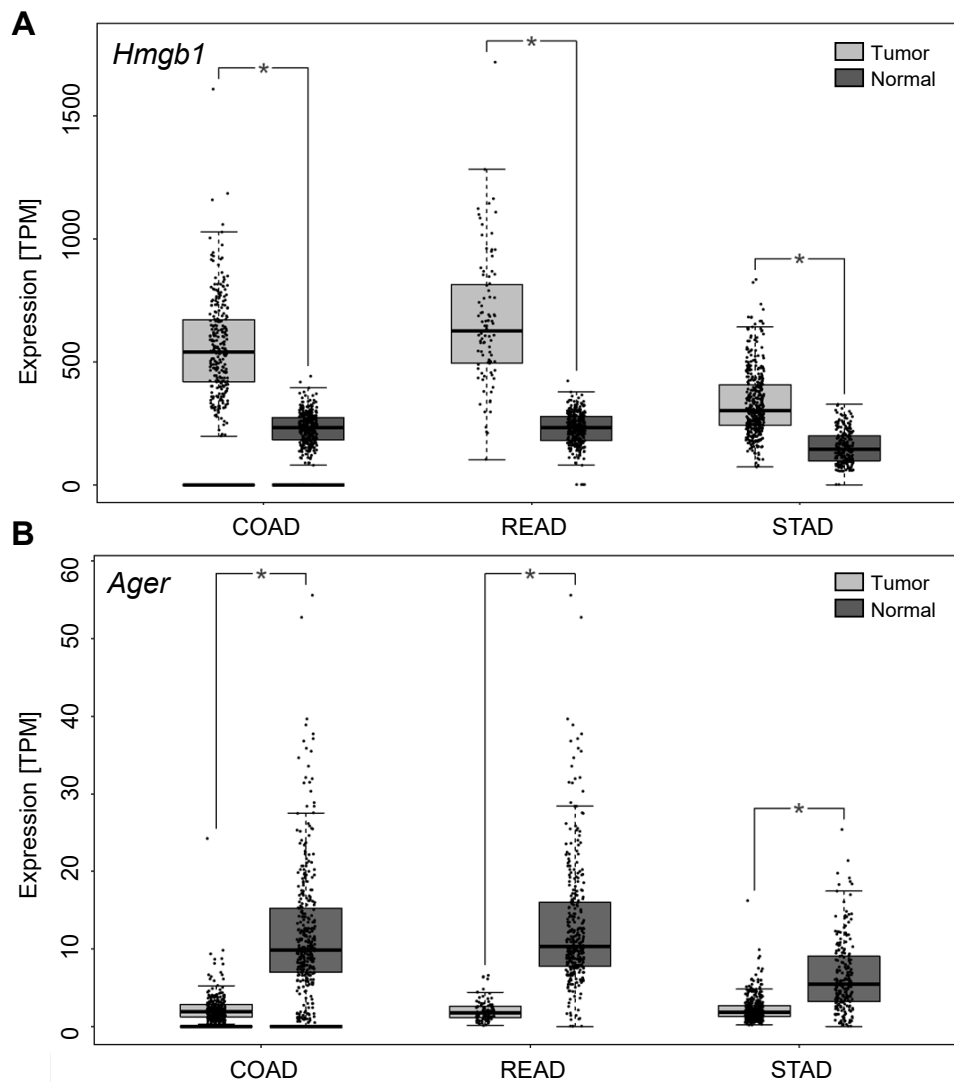 A
Hmgb1
Tumor
Normal
Expression [TPM]
1500
1000
500
0
*
*
*
COAD
READ
STAD
B
Ager
Tumor
Normal
Expression [TPM]
60
50
40
30
20
10
0
*
*
*
COAD
READ
STAD